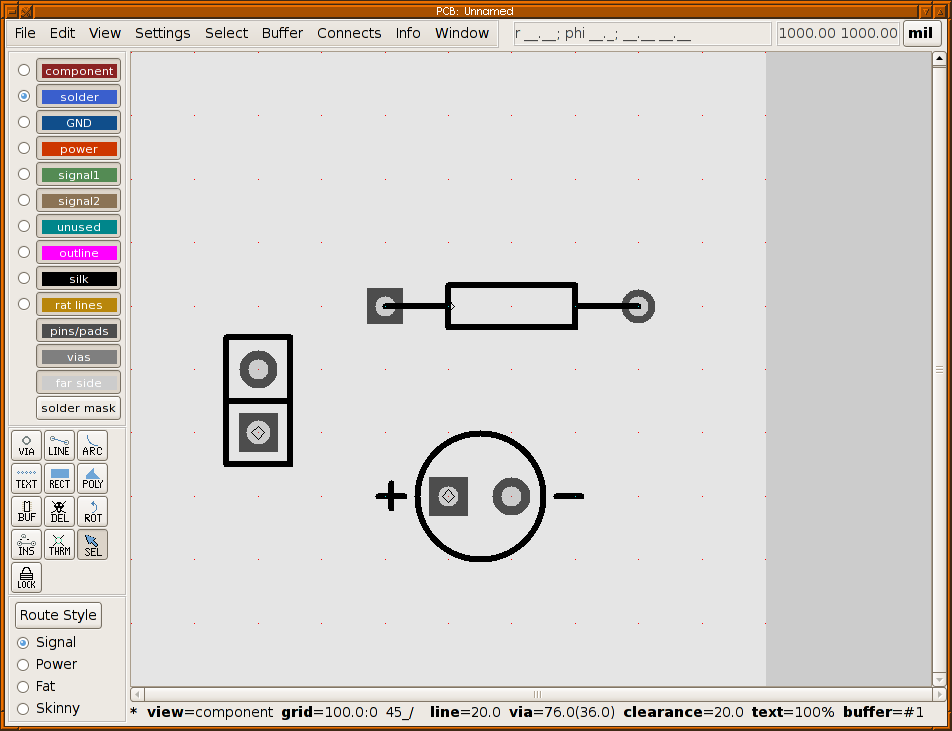 PCB: Unnamed
File Edit View Settings Select Buffer Connects Info Window r __.__; phi __._; __.__ __.__ 1000.00 1000.00 mil
component
solder
GND
power
signal1
signal2
unused
outline
silk
rat lines
pins/pads
vias
far side
solder mask
VIA LINE ARC
TEXT RECT POLY
BUF DEL ROT
INS THRM SEL
LOCK
+ −
Route Style
Signal
Power
Fat
Skinny
* view=component grid=100.0:0 45_/ line=20.0 via=76.0(36.0) clearance=20.0 text=100% buffer=#1